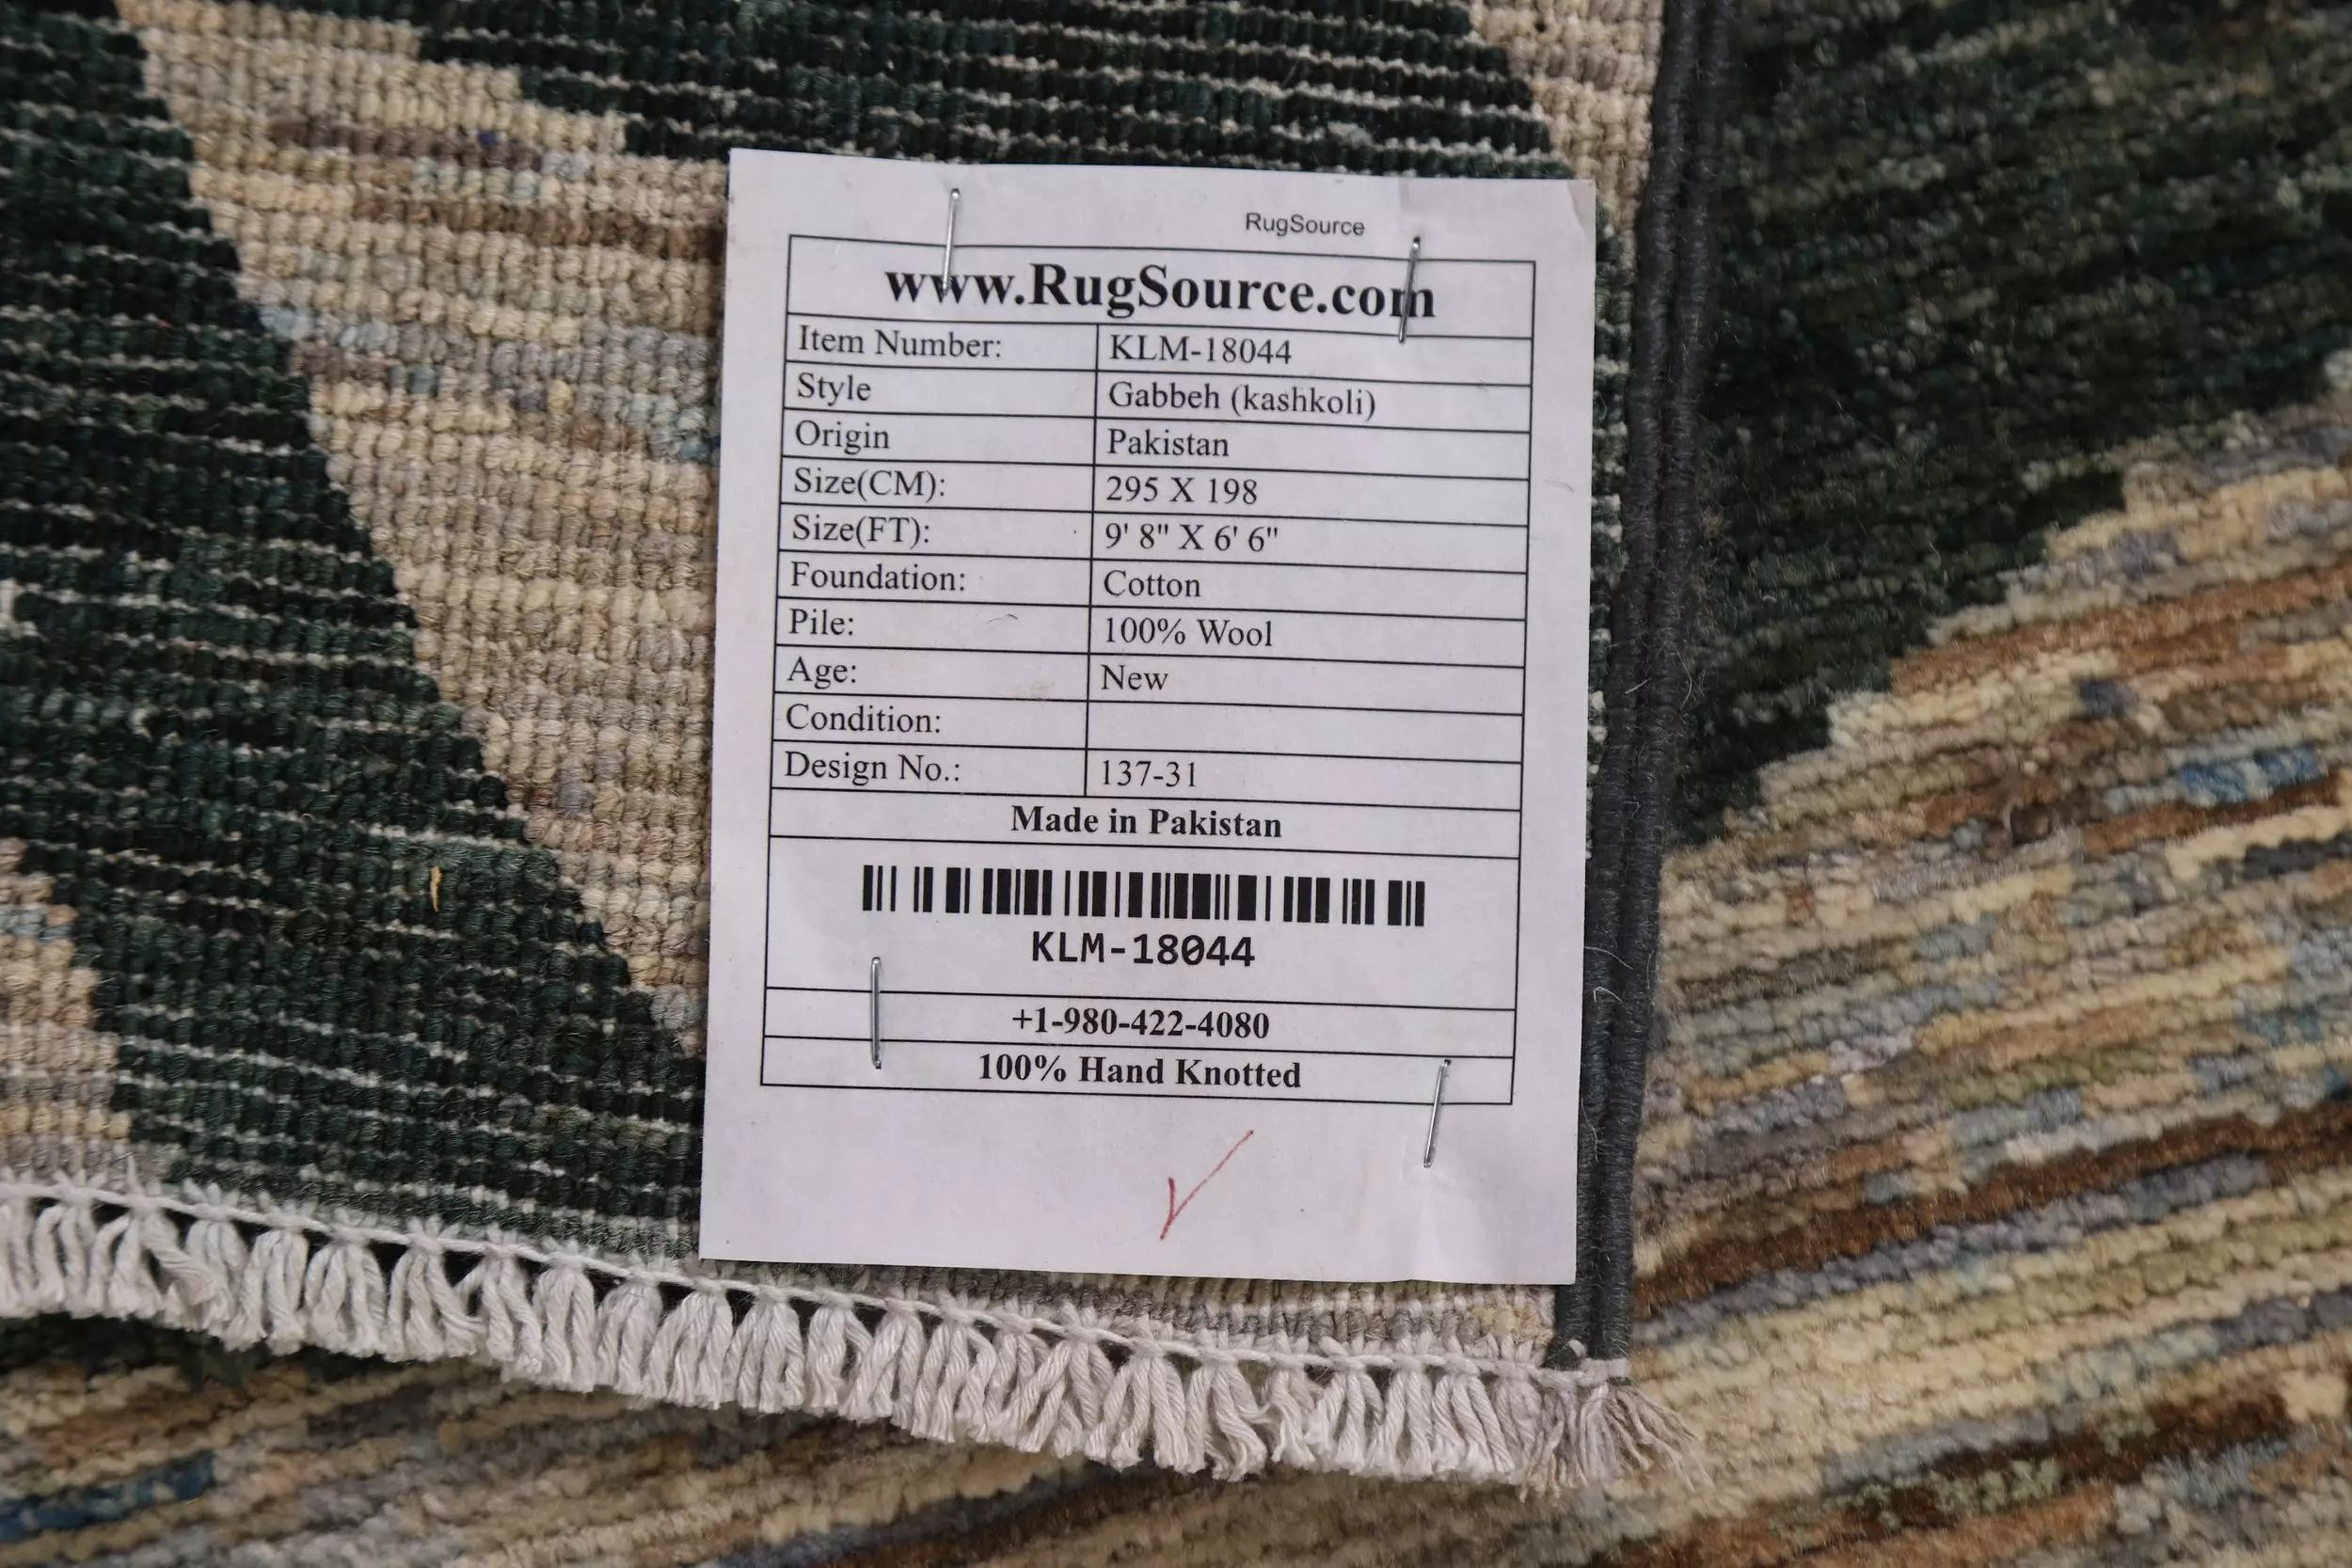 RugSource
www.RugSource.com
Item Number: KLM-18044
Style Gabbeh (kashkoli)
Origin Pakistan
Size(CM): 295 X 198
Size(FT): 9' 8" X 6' 6"
Foundation: Cotton
Pile: 100% Wool
Age: New
Condition:
Design No.: 137-31
Made in Pakistan
KLM-18044
+1-980-422-4080
100% Hand Knotted